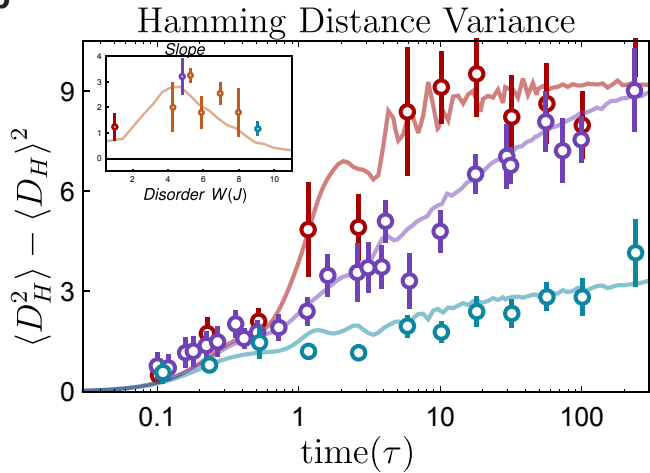 Hamming Distance Variance
⟨D_H^2⟩ − ⟨D_H⟩^2
9
6
3
0
Slope
4
3
2
1
0
2 4 6 8 10
Disorder W(J)
0.1 1 10 100
time(τ)